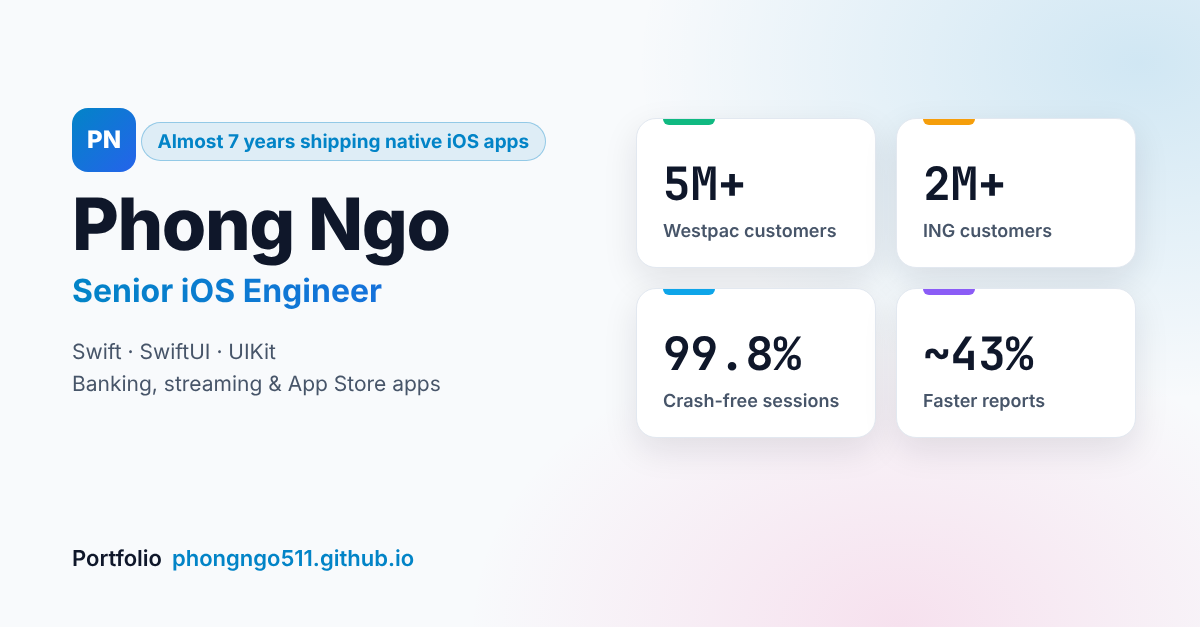 PN
Almost 7 years shipping native iOS apps
Phong Ngo
Senior iOS Engineer
Swift · SwiftUI · UIKit
Banking, streaming & App Store apps
Portfolio phongngo511.github.io
5M+
Westpac customers
2M+
ING customers
99.8%
Crash-free sessions
~43%
Faster reports